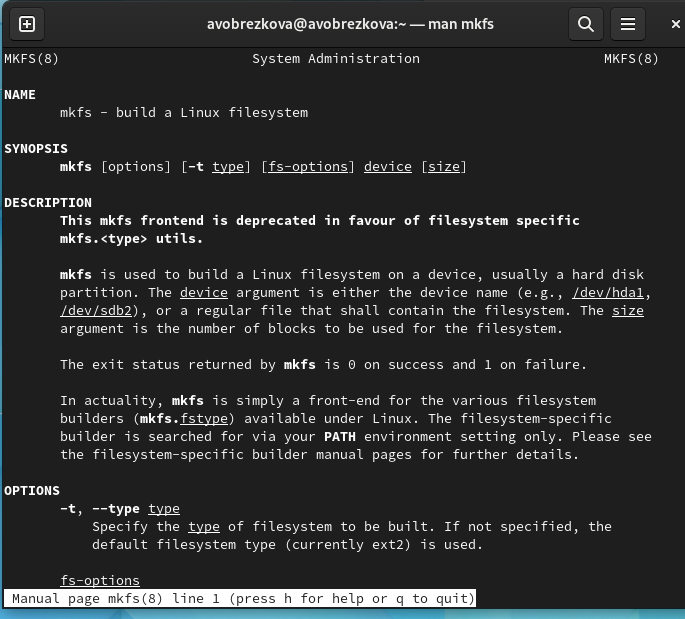 avobrezkova@avobrezkova:~ — man mkfs
MKFS(8) System Administration MKFS(8)
NAME
mkfs - build a Linux filesystem
SYNOPSIS
mkfs [options] [-t type] [fs-options] device [size]
DESCRIPTION
This mkfs frontend is deprecated in favour of filesystem specific
mkfs.<type> utils.
mkfs is used to build a Linux filesystem on a device, usually a hard disk
partition. The device argument is either the device name (e.g., /dev/hda1,
/dev/sdb2), or a regular file that shall contain the filesystem. The size
argument is the number of blocks to be used for the filesystem.
The exit status returned by mkfs is 0 on success and 1 on failure.
In actuality, mkfs is simply a front-end for the various filesystem
builders (mkfs.fstype) available under Linux. The filesystem-specific
builder is searched for via your PATH environment setting only. Please see
the filesystem-specific builder manual pages for further details.
OPTIONS
-t, --type type
Specify the type of filesystem to be built. If not specified, the
default filesystem type (currently ext2) is used.
fs-options
Manual page mkfs(8) line 1 (press h for help or q to quit)